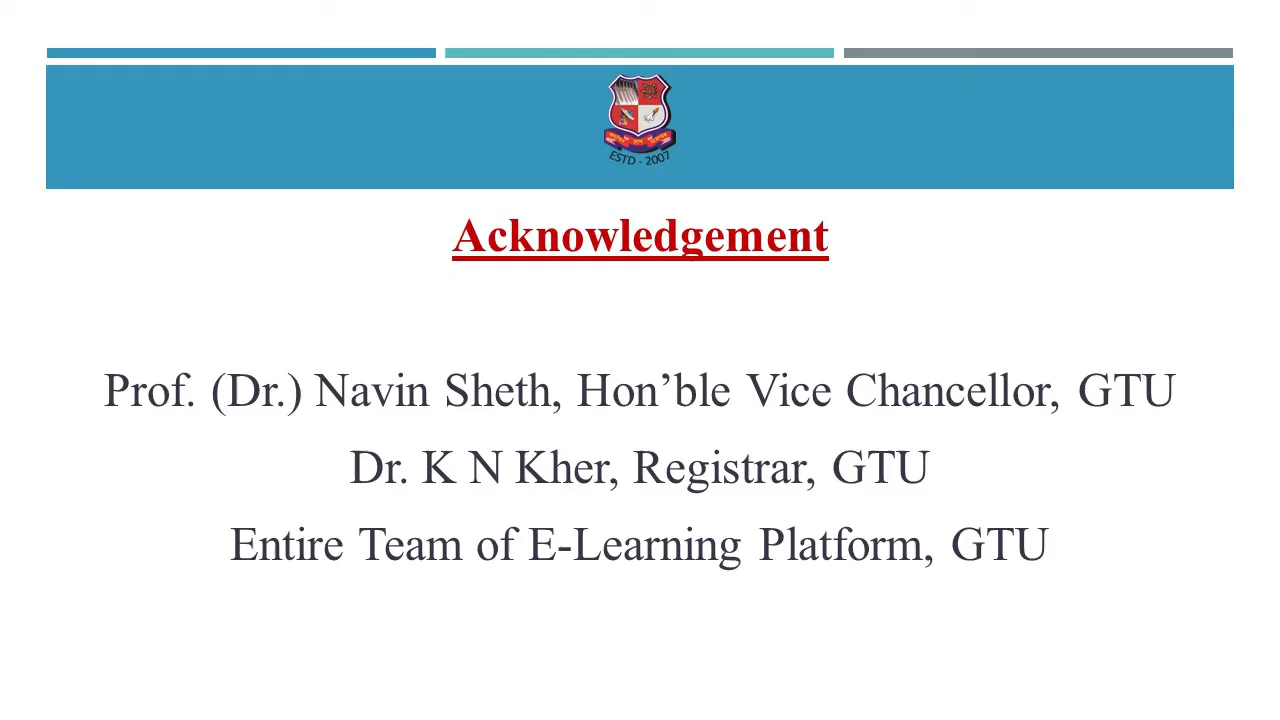 ESTD - 2007
Acknowledgement
Prof. (Dr.) Navin Sheth, Hon’ble Vice Chancellor, GTU
Dr. K N Kher, Registrar, GTU
Entire Team of E-Learning Platform, GTU